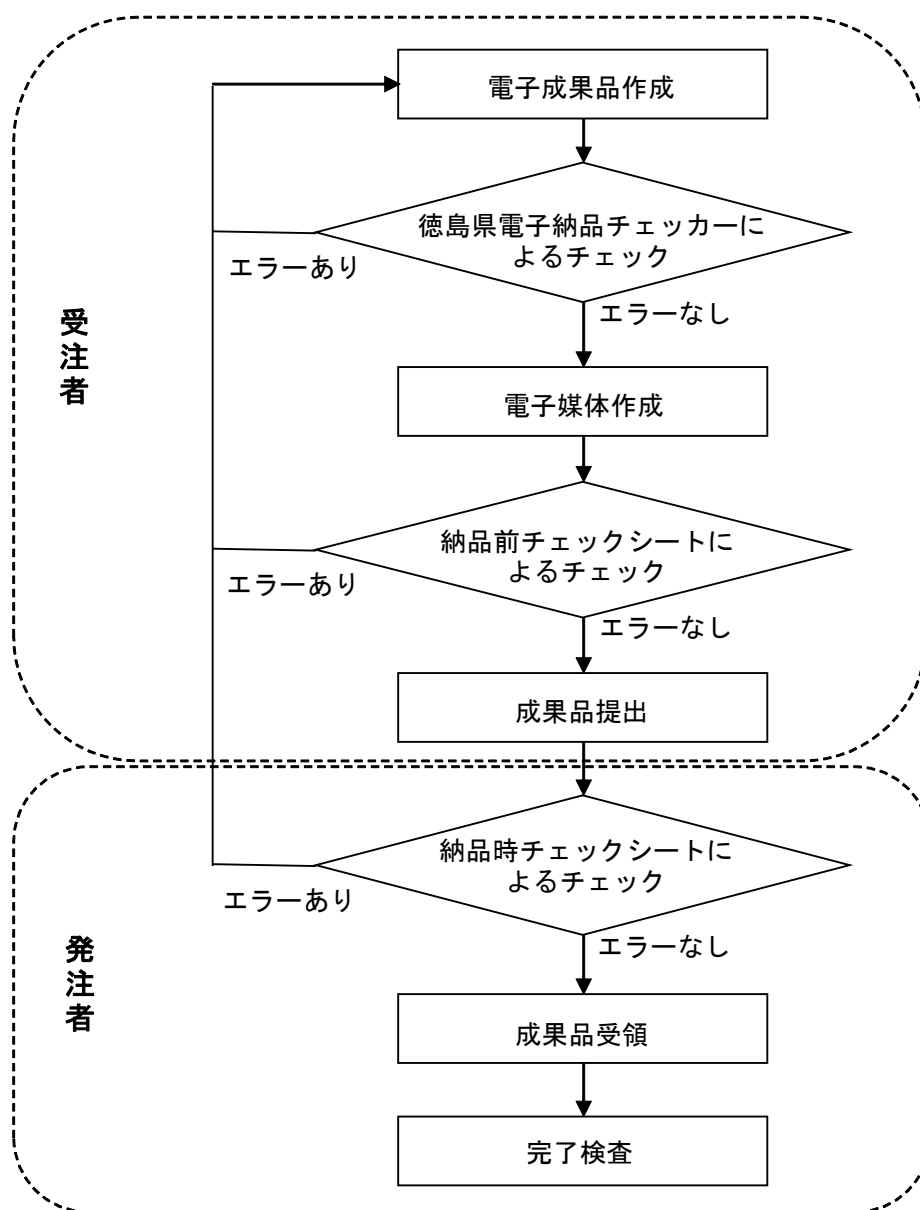 電子成果品作成
徳島県電子納品チェッカーに
よるチェック
エラーあり
エラーなし
受注者
電子媒体作成
納品前チェックシートに
よるチェック
エラーあり
エラーなし
成果品提出
納品時チェックシートに
よるチェック
エラーあり
エラーなし
発注者
成果品受領
完了検査